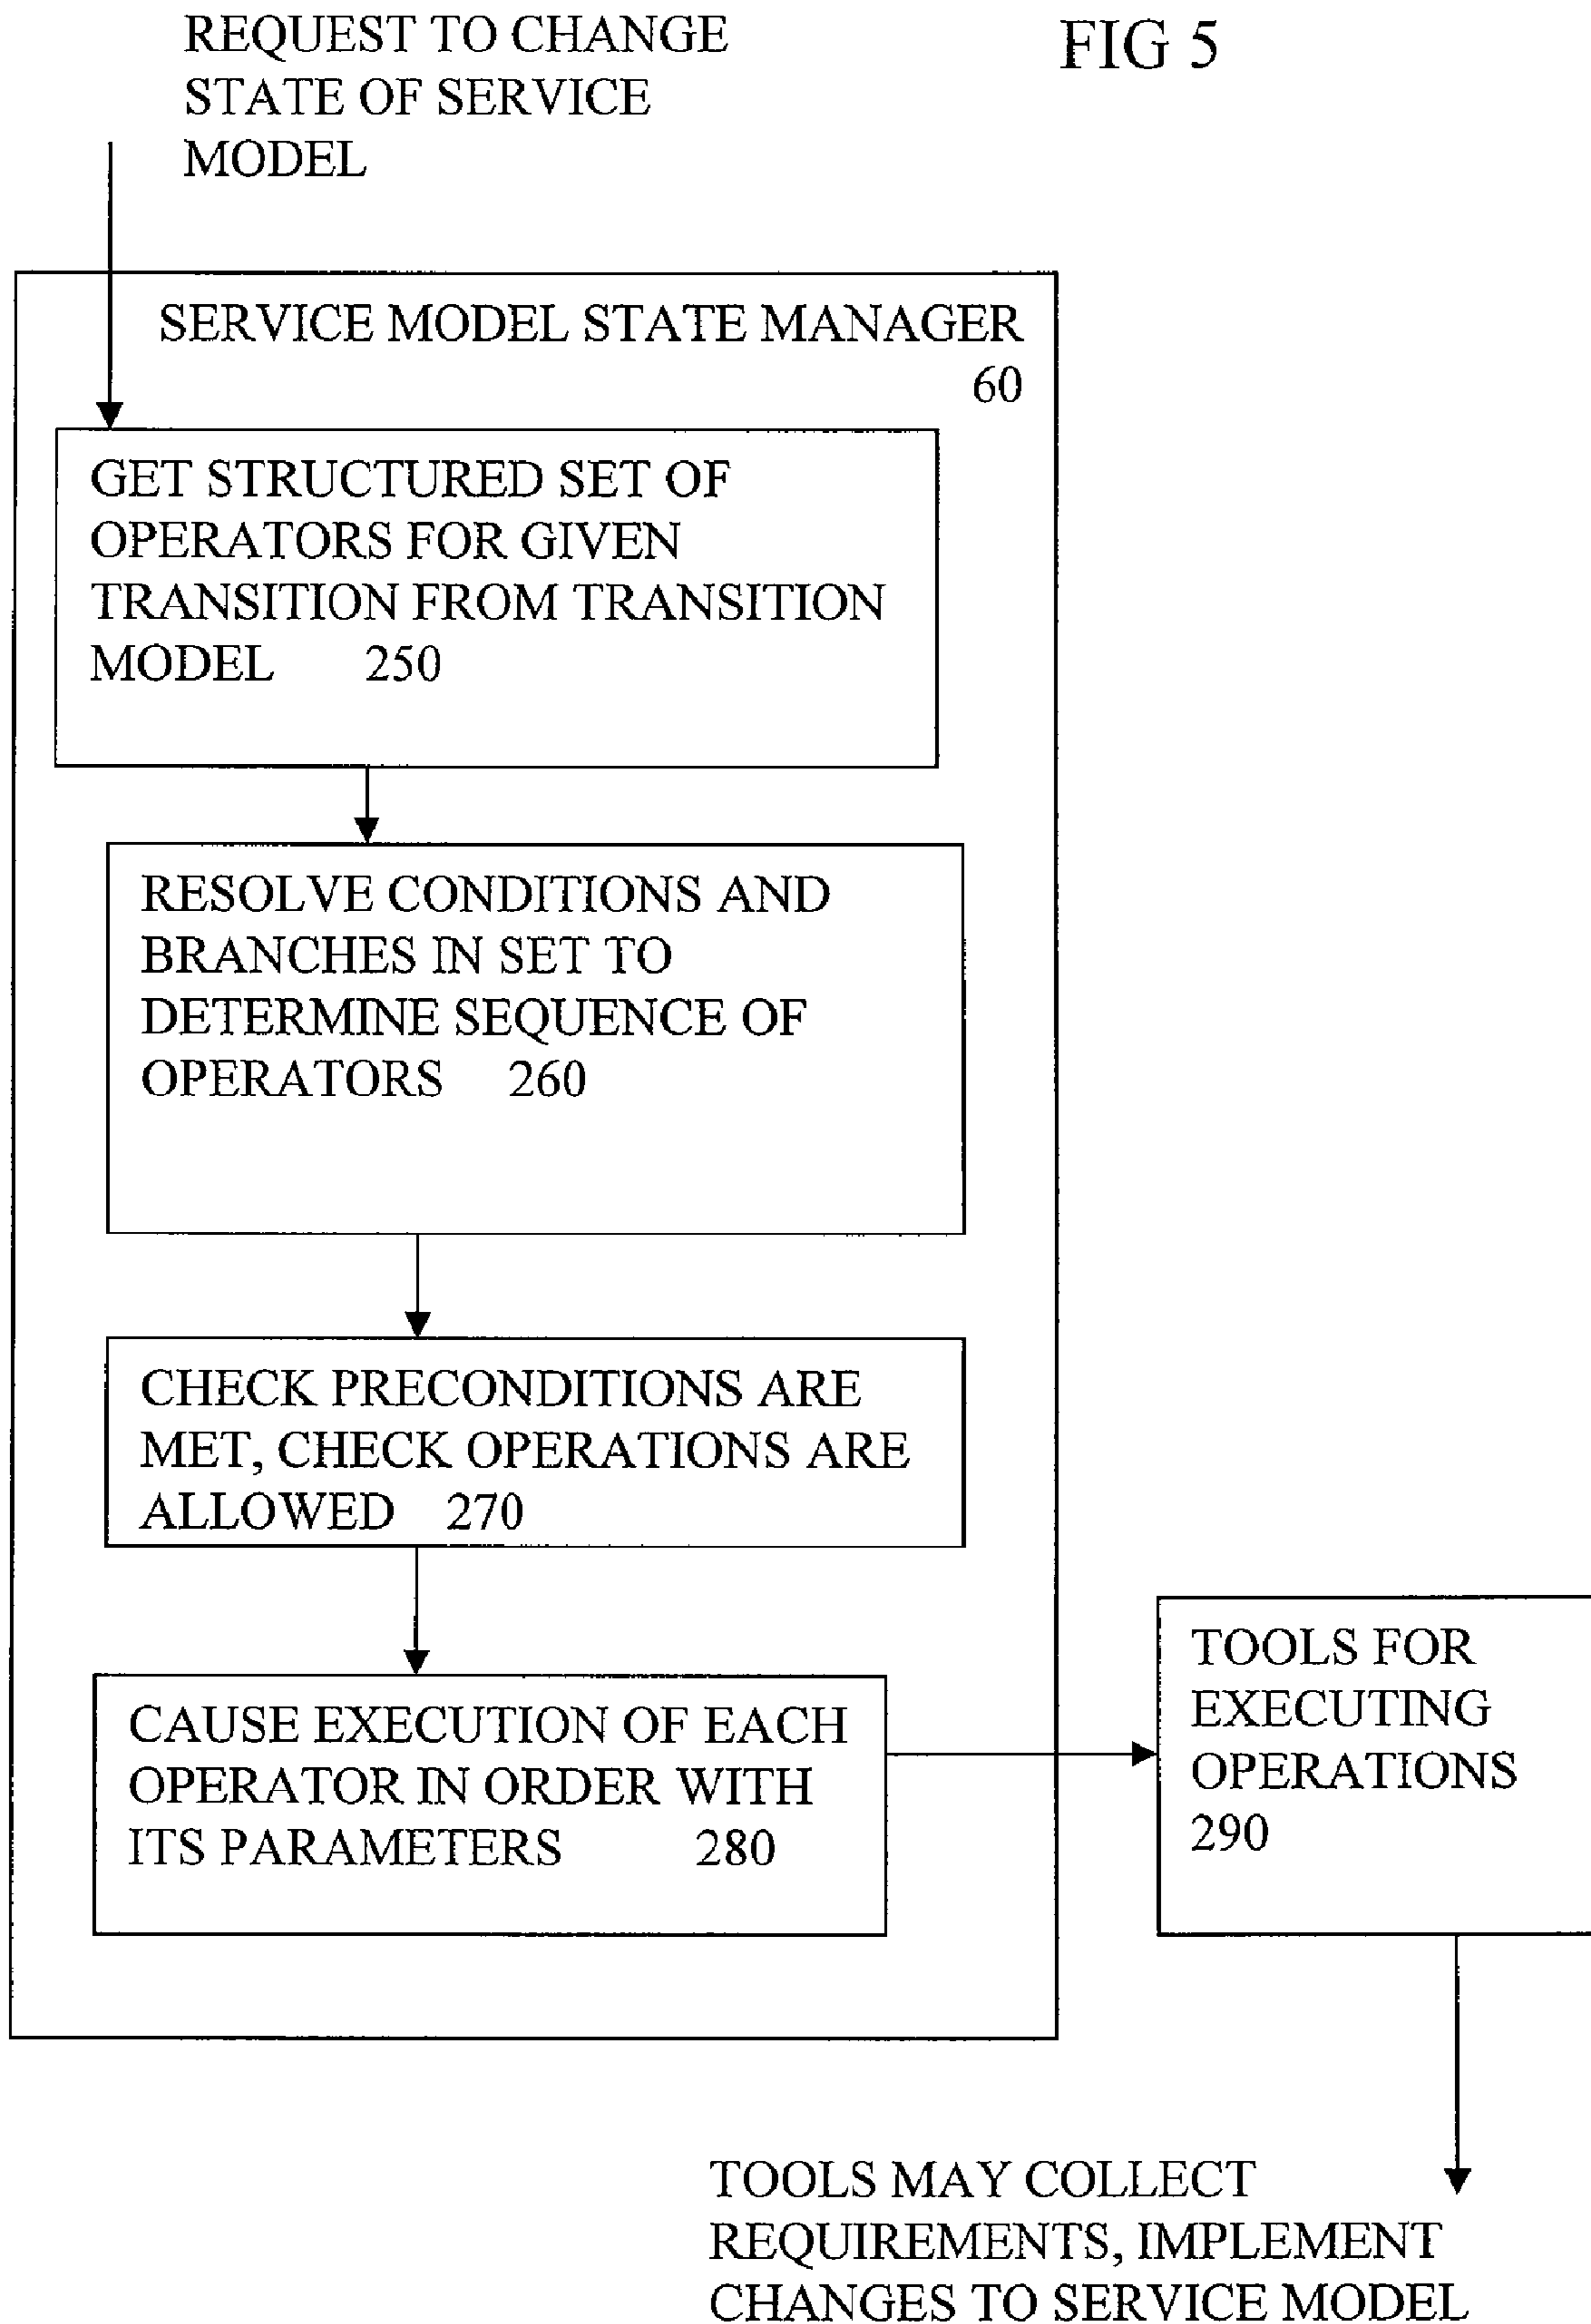 REQUEST TO CHANGE
STATE OF SERVICE
MODEL
FIG 5
SERVICE MODEL STATE MANAGER
60
GET STRUCTURED SET OF
OPERATORS FOR GIVEN
TRANSITION FROM TRANSITION
MODEL 250
RESOLVE CONDITIONS AND
BRANCHES IN SET TO
DETERMINE SEQUENCE OF
OPERATORS 260
CHECK PRECONDITIONS ARE
MET, CHECK OPERATIONS ARE
ALLOWED 270
CAUSE EXECUTION OF EACH
OPERATOR IN ORDER WITH
ITS PARAMETERS 280
TOOLS FOR
EXECUTING
OPERATIONS
290
TOOLS MAY COLLECT
REQUIREMENTS, IMPLEMENT
CHANGES TO SERVICE MODEL